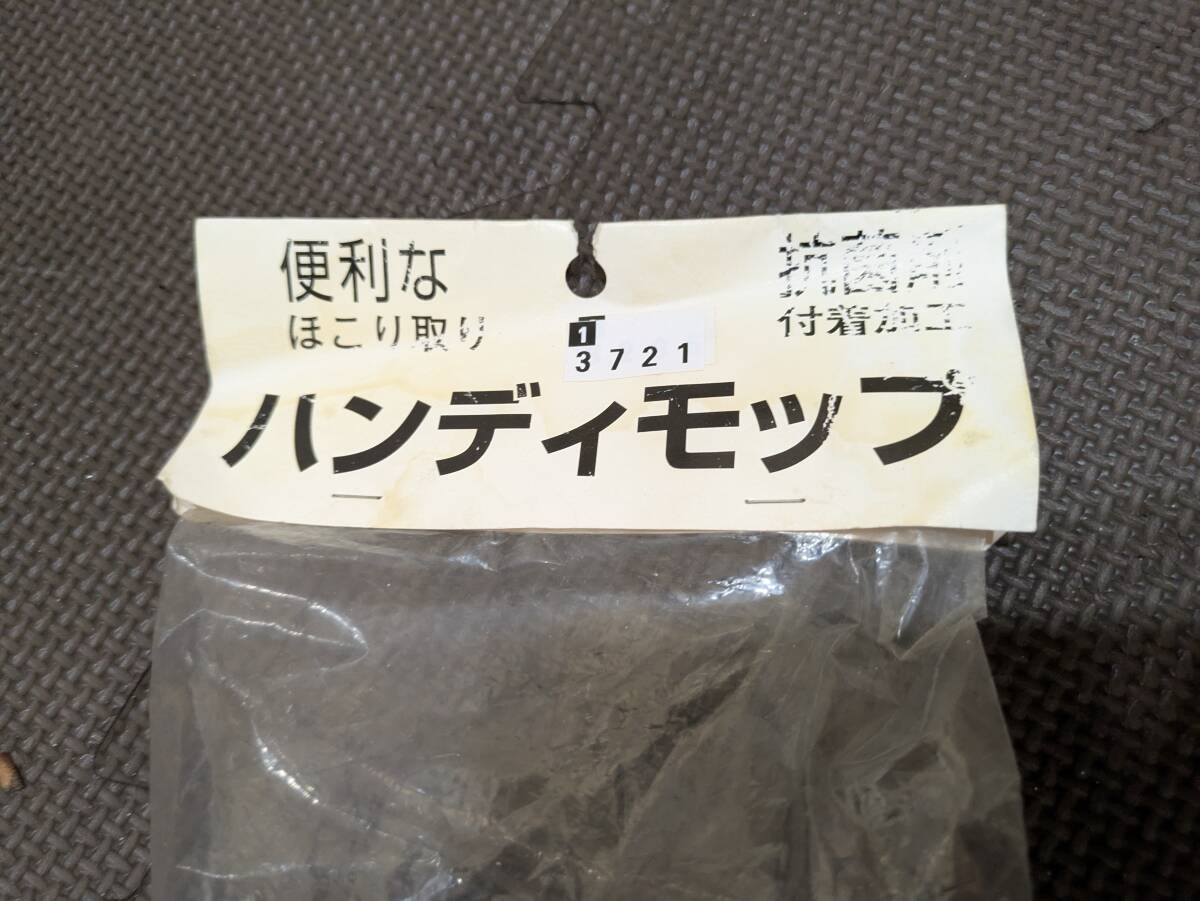 便利な
ほこり取り
抗菌剤
付着加工
1
3721
ハンディモップ